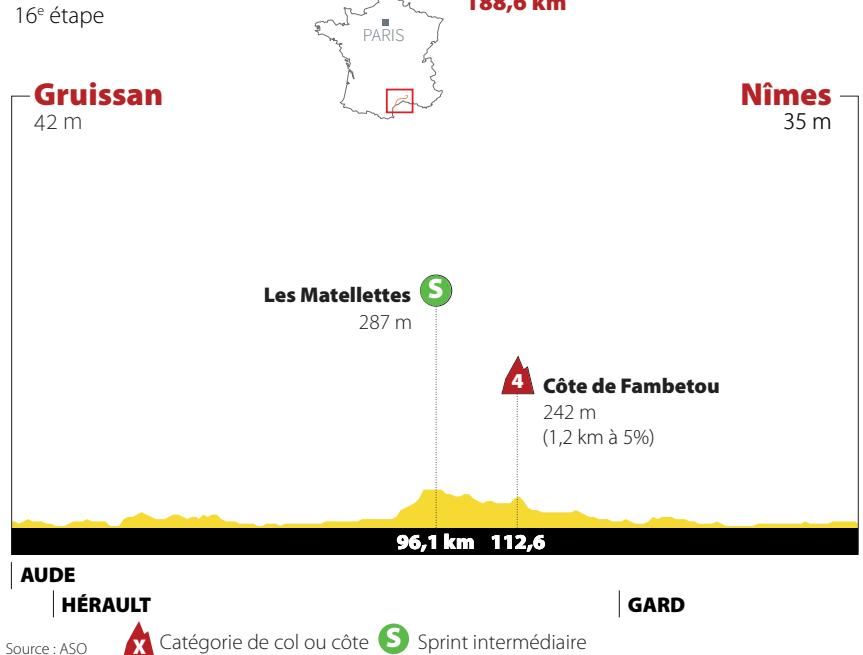 16e étape
188,6 km
PARIS
Gruissan
42 m
Nîmes
35 m
Les Matellettes
287 m
S
4
Côte de Fambetou
242 m
(1,2 km à 5%)
96,1 km 112,6
AUDE
HÉRAULT
GARD
Source : ASO
X Catégorie de col ou côte S Sprint intermédiaire